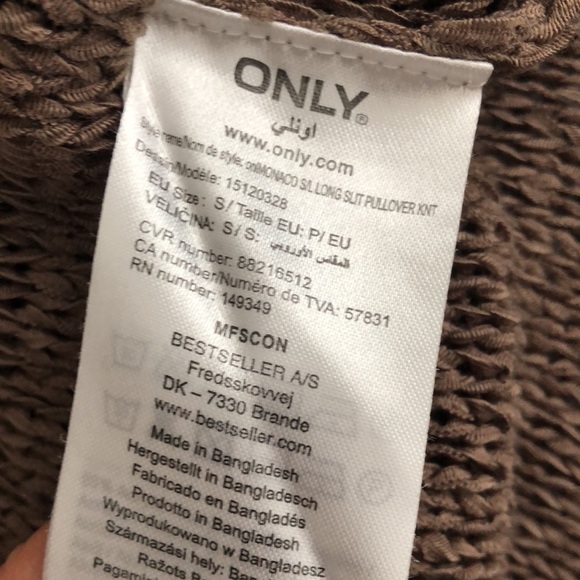 ONLY®
اونلي
www.only.com
Style name/Nom de style: onlMONACO S/L LONG SLIT PULLOVER KNT
Design/Modèle: 15120328
EU Size: S/Taille EU: P/ EU
VELIČINA: S/ S: المقاس الأوروبي
CVR number: 88216512
CA number/Numéro de TVA: 57831
RN number: 149349
MFSCON
BESTSELLER A/S
Fredsskovvej
DK – 7330 Brande
www.bestseller.com
Made in Bangladesh
Hergestellt in Bangladesch
Fabricado en Bangladés
Prodotto in Bangladesh
Wyprodukowano w Bangladesz
Származási hely: Ban
Ražots B
Pagamin